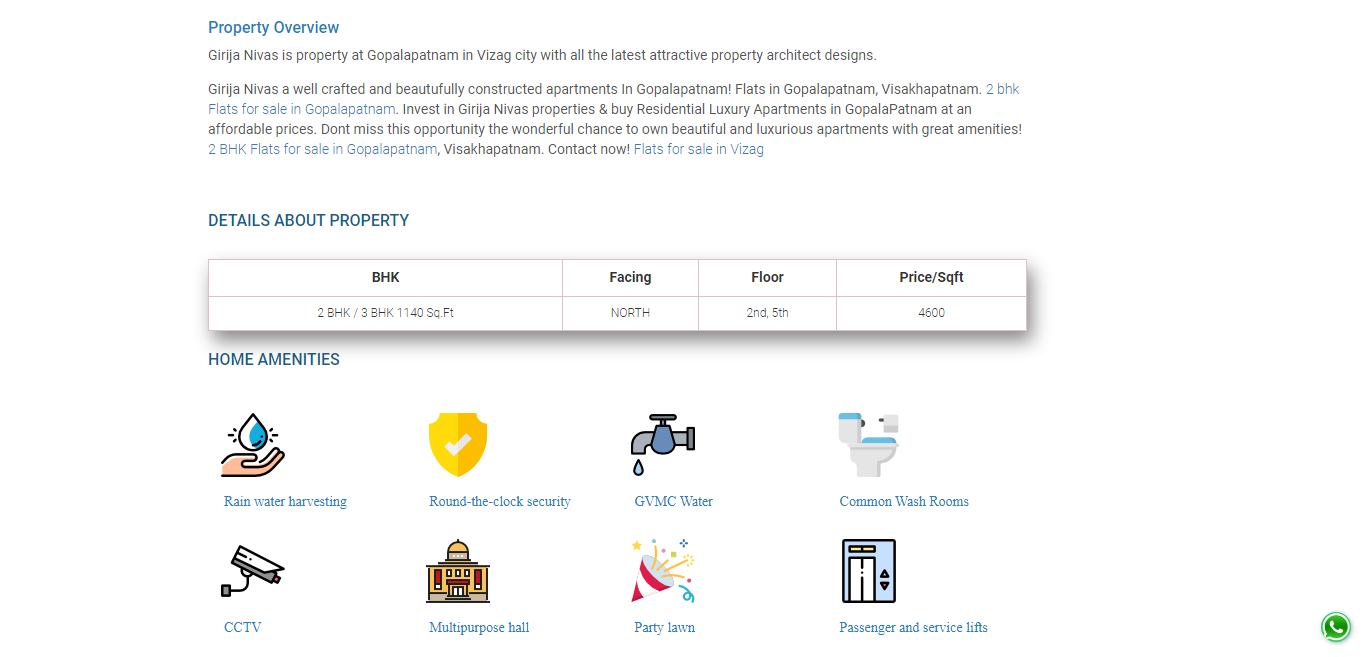 Property Overview
Girija Nivas is property at Gopalapatnam in Vizag city with all the latest attractive property architect designs.
Girija Nivas a well crafted and beautufully constructed apartments In Gopalapatnam! Flats in Gopalapatnam, Visakhapatnam. 2 bhk
Flats for sale in Gopalapatnam. Invest in Girija Nivas properties & buy Residential Luxury Apartments in GopalaPatnam at an
affordable prices. Dont miss this opportunity the wonderful chance to own beautiful and luxurious apartments with great amenities!
2 BHK Flats for sale in Gopalapatnam, Visakhapatnam. Contact now! Flats for sale in Vizag
DETAILS ABOUT PROPERTY
BHK Facing Floor Price/Sqft
2 BHK / 3 BHK 1140 Sq.Ft NORTH 2nd, 5th 4600
HOME AMENITIES
Rain water harvesting Round-the-clock security GVMC Water Common Wash Rooms
CCTV Multipurpose hall Party lawn Passenger and service lifts